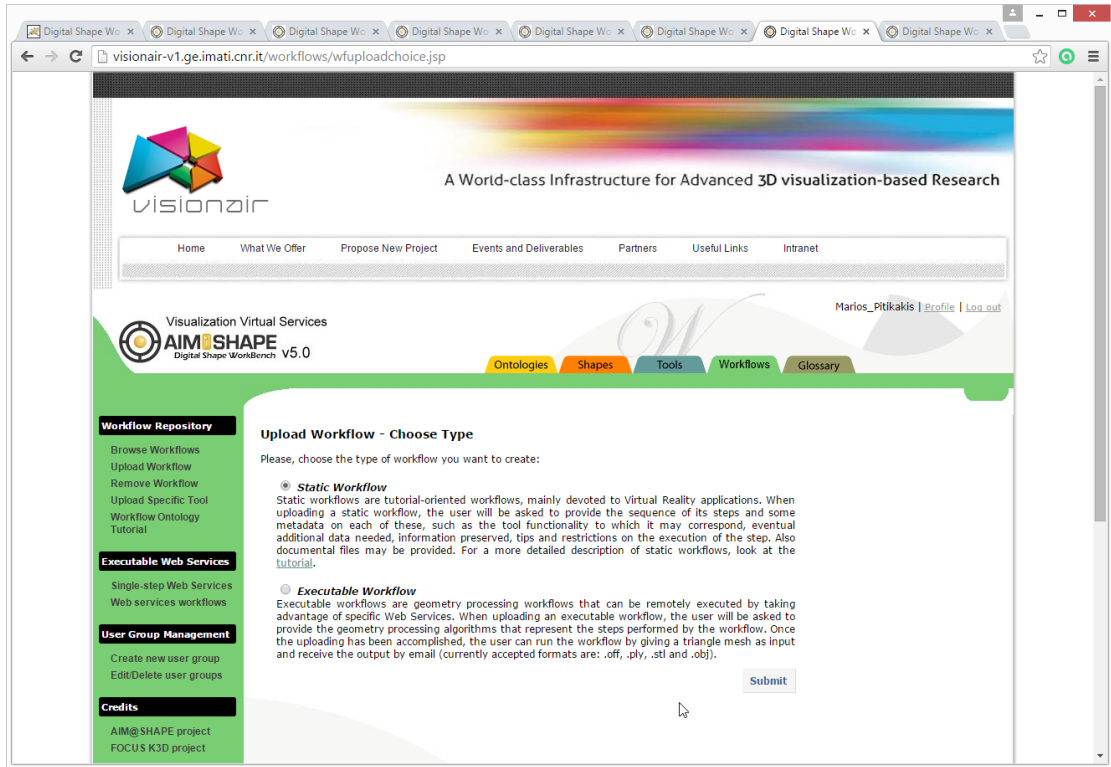 Digital Shape Wo Digital Shape Wo Digital Shape Wo Digital Shape Wo Digital Shape Wo Digital Shape Wo Digital Shape Wo Digital Shape Wo
visionair-v1.ge.imati.cnr.it/workflows/wfuploadchoice.jsp
A World-class Infrastructure for Advanced 3D visualization-based Research
visionair
Home What We Offer Propose New Project Events and Deliverables Partners Useful Links Intranet
Marios_Pitikakis | Profile | Log out
W
Visualization Virtual Services
AIM@SHAPE
Digital Shape WorkBench v5.0
Ontologies Shapes Tools Workflows Glossary
Workflow Repository
Browse Workflows
Upload Workflow
Remove Workflow
Upload Specific Tool
Workflow Ontology
Tutorial
Executable Web Services
Single-step Web Services
Web services workflows
User Group Management
Create new user group
Edit/Delete user groups
Credits
AIM@SHAPE project
FOCUS K3D project
Upload Workflow - Choose Type
Please, choose the type of workflow you want to create:
Static Workflow
Static workflows are tutorial-oriented workflows, mainly devoted to Virtual Reality applications. When
uploading a static workflow, the user will be asked to provide the sequence of its steps and some
metadata on each of these, such as the tool functionality to which it may correspond, eventual
additional data needed, information preserved, tips and restrictions on the execution of the step. Also
documental files may be provided. For a more detailed description of static workflows, look at the
tutorial.
Executable Workflow
Executable workflows are geometry processing workflows that can be remotely executed by taking
advantage of specific Web Services. When uploading an executable workflow, the user will be asked to
provide the geometry processing algorithms that represent the steps performed by the workflow. Once
the uploading has been accomplished, the user can run the workflow by giving a triangle mesh as input
and receive the output by email (currently accepted formats are: .off, .ply, .stl and .obj).
Submit